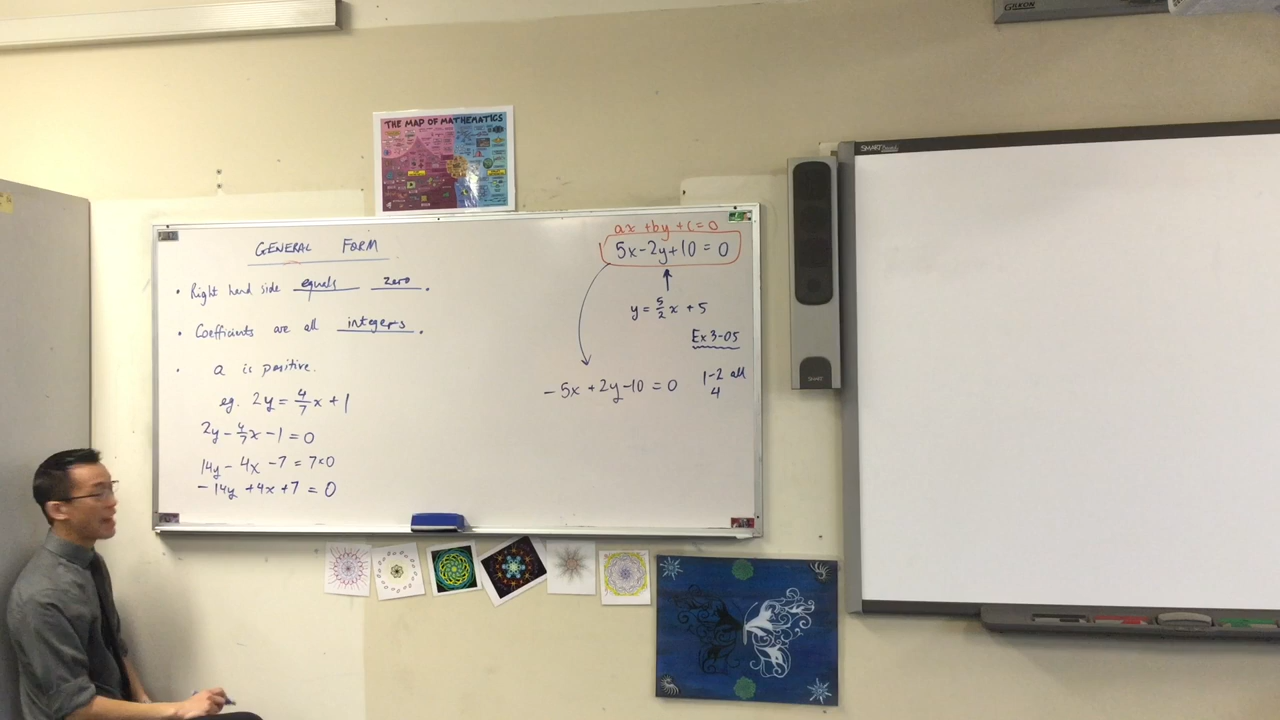 THE MAP OF MATHEMATICS
GENERAL FORM
• Right hand side equals zero.
• Coefficients are all integers.
• a is positive.
eg. 2y = 4/7 x + 1
2y - 4/7 x - 1 = 0
14y - 4x - 7 = 7×0
-14y + 4x + 7 = 0
ax + by + c = 0
5x - 2y + 10 = 0
y = 5/2 x + 5
Ex 3-05
1-2 all
4
-5x + 2y - 10 = 0
SMART
SMART Board